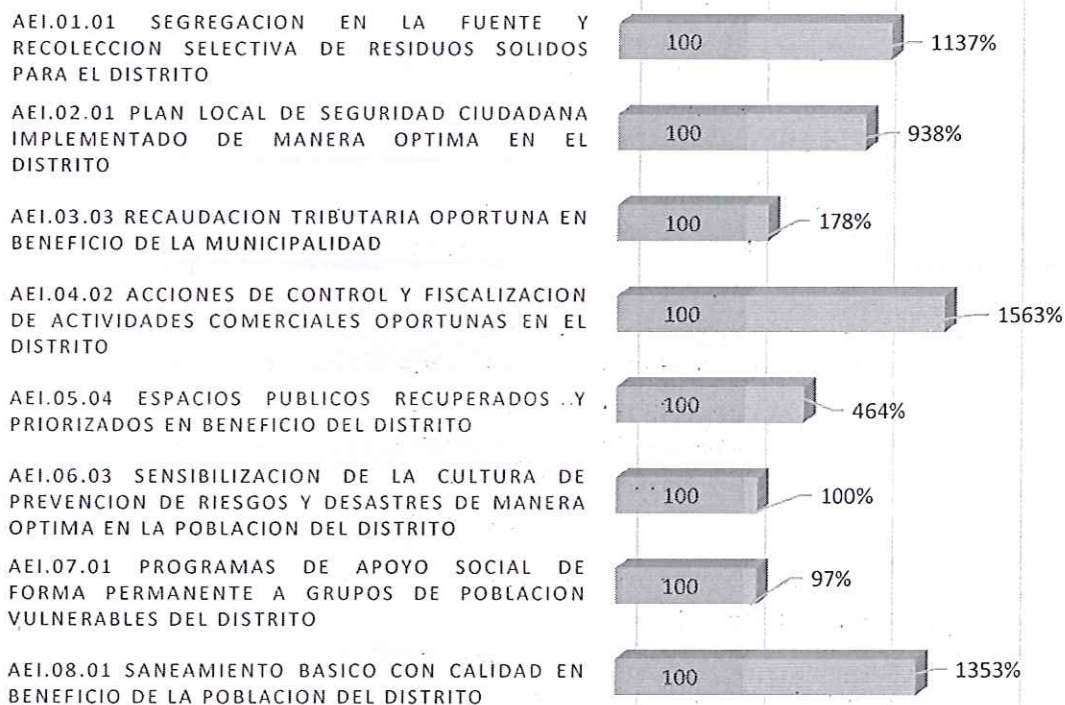 AEI.01.01 SEGREGACION EN LA FUENTE Y
RECOLECCION SELECTIVA DE RESIDUOS SOLIDOS
PARA EL DISTRITO
100
1137%
AEI.02.01 PLAN LOCAL DE SEGURIDAD CIUDADANA
IMPLEMENTADO DE MANERA OPTIMA EN EL
DISTRITO
100
938%
AEI.03.03 RECAUDACION TRIBUTARIA OPORTUNA EN
BENEFICIO DE LA MUNICIPALIDAD
100
178%
AEI.04.02 ACCIONES DE CONTROL Y FISCALIZACION
DE ACTIVIDADES COMERCIALES OPORTUNAS EN EL
DISTRITO
100
1563%
AEI.05.04 ESPACIOS PUBLICOS RECUPERADOS Y
PRIORIZADOS EN BENEFICIO DEL DISTRITO
100
464%
AEI.06.03 SENSIBILIZACION DE LA CULTURA DE
PREVENCION DE RIESGOS Y DESASTRES DE MANERA
OPTIMA EN LA POBLACION DEL DISTRITO
100
100%
AEI.07.01 PROGRAMAS DE APOYO SOCIAL DE
FORMA PERMANENTE A GRUPOS DE POBLACION
VULNERABLES DEL DISTRITO
100
97%
AEI.08.01 SANEAMIENTO BASICO CON CALIDAD EN
BENEFICIO DE LA POBLACION DEL DISTRITO
100
1353%